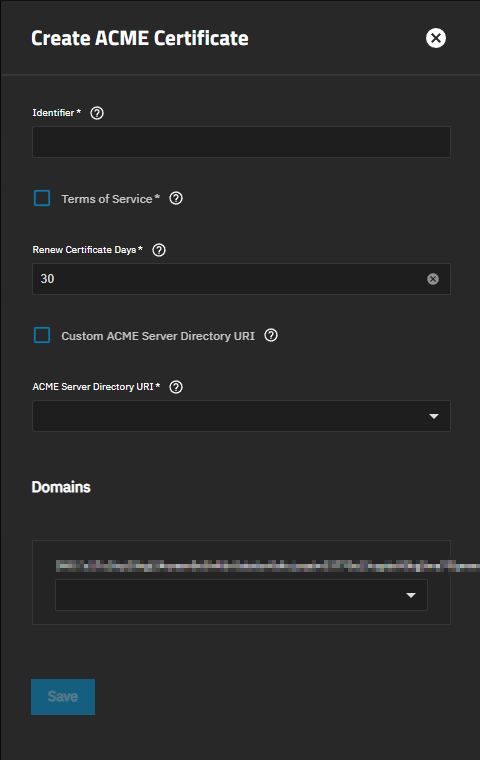 Create ACME Certificate
Identifier *
Terms of Service *
Renew Certificate Days *
30
Custom ACME Server Directory URI
ACME Server Directory URI *
Domains
Save